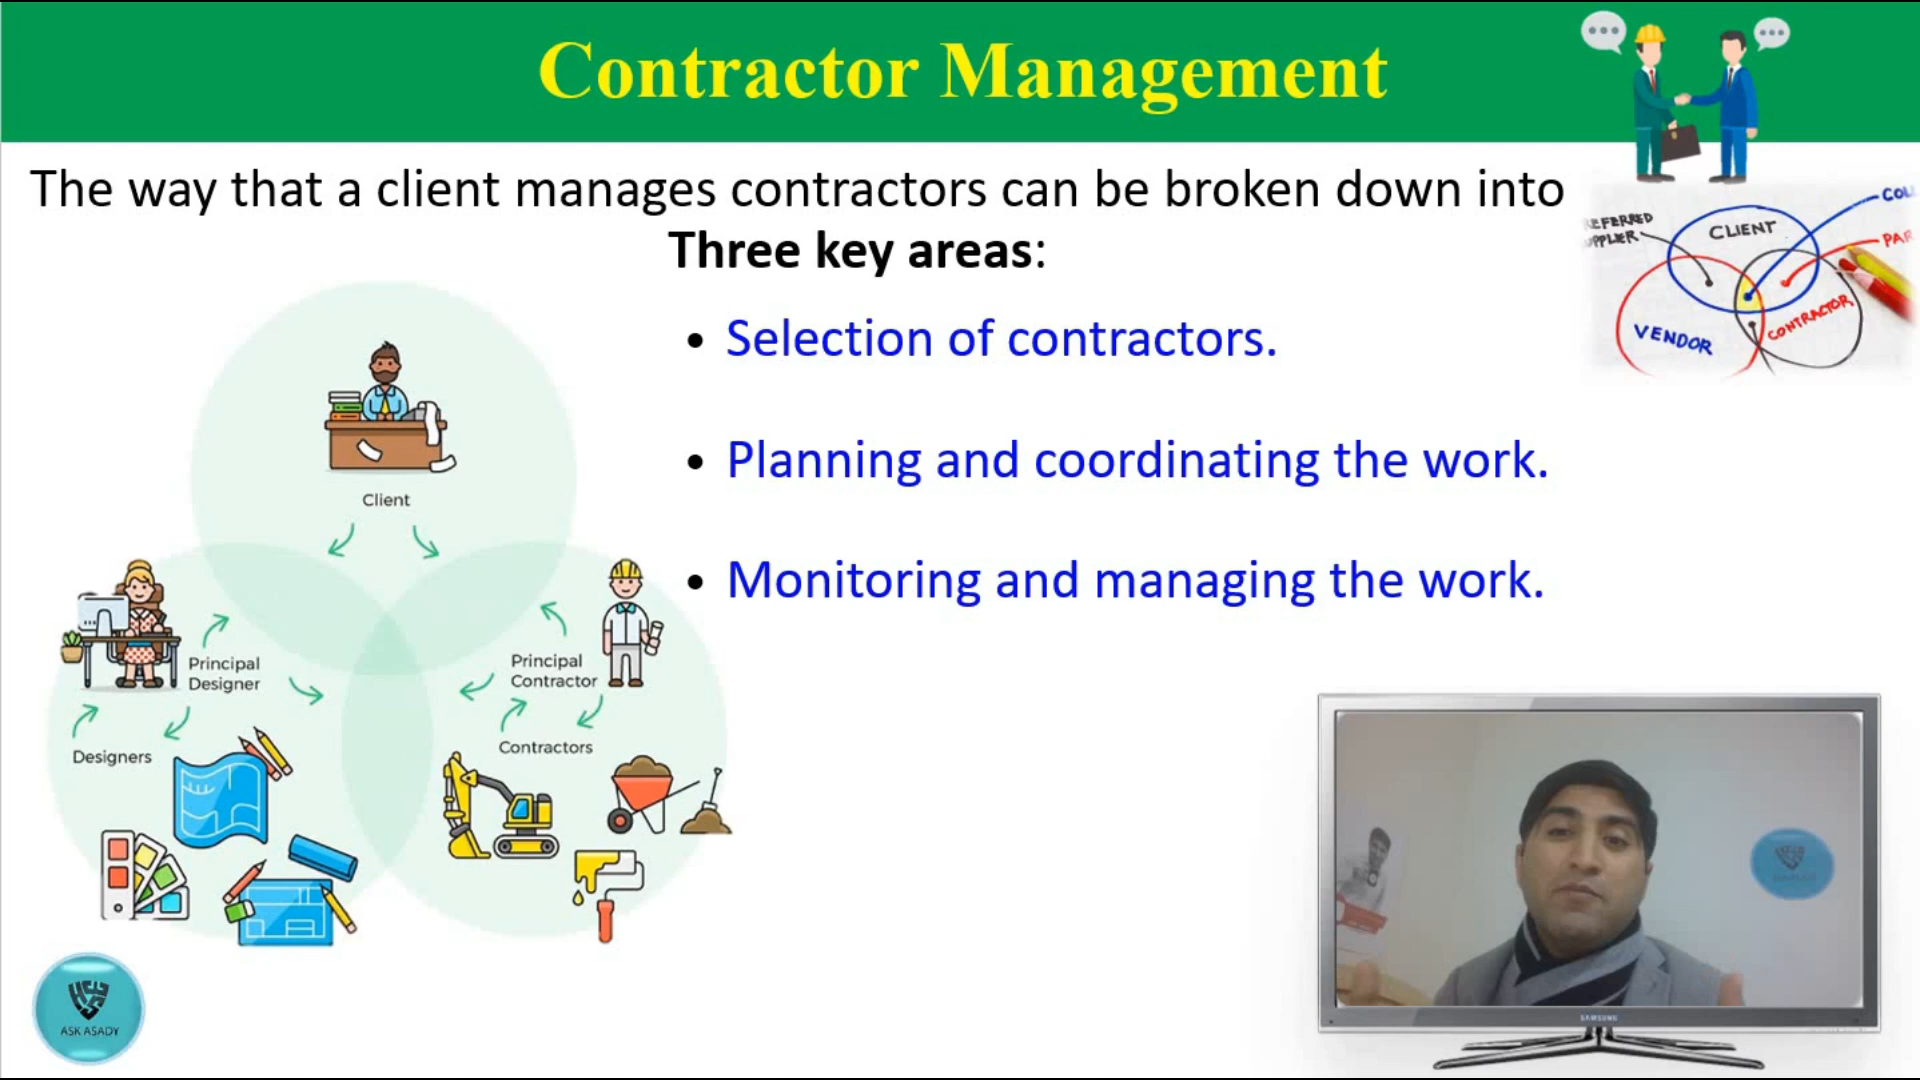 Contractor Management
The way that a client manages contractors can be broken down into
Three key areas:
• Selection of contractors.
• Planning and coordinating the work.
• Monitoring and managing the work.
CLIENT
VENDOR
CONTRACTOR
Client
Principal
Designer
Principal
Contractor
Designers
Contractors
ASK ASADY
SAMSUNG